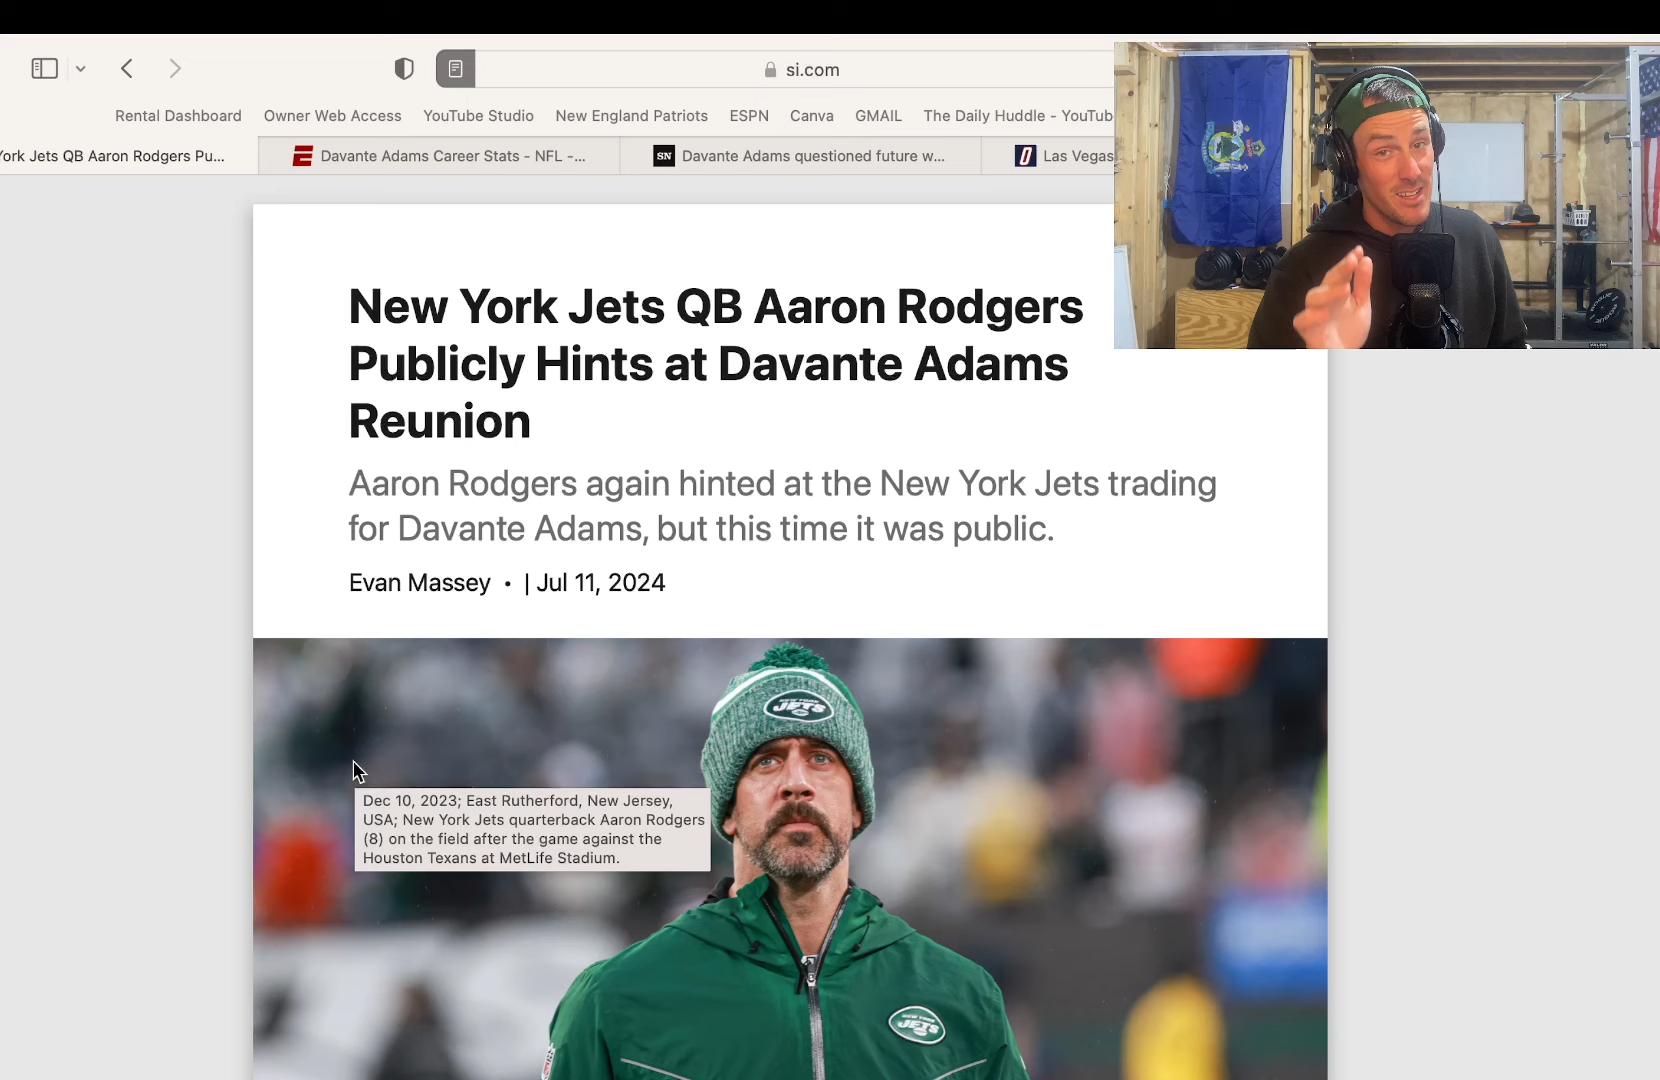 si.com
Rental Dashboard Owner Web Access YouTube Studio New England Patriots ESPN Canva GMAIL The Daily Huddle - YouTub
York Jets QB Aaron Rodgers Pu... Davante Adams Career Stats - NFL -... SN Davante Adams questioned future w... Las Vegas
New York Jets QB Aaron Rodgers
Publicly Hints at Davante Adams
Reunion
Aaron Rodgers again hinted at the New York Jets trading
for Davante Adams, but this time it was public.
Evan Massey • | Jul 11, 2024
NEW YORK
JETS
Dec 10, 2023; East Rutherford, New Jersey,
USA; New York Jets quarterback Aaron Rodgers
(8) on the field after the game against the
Houston Texans at MetLife Stadium.
NEW YORK
JETS